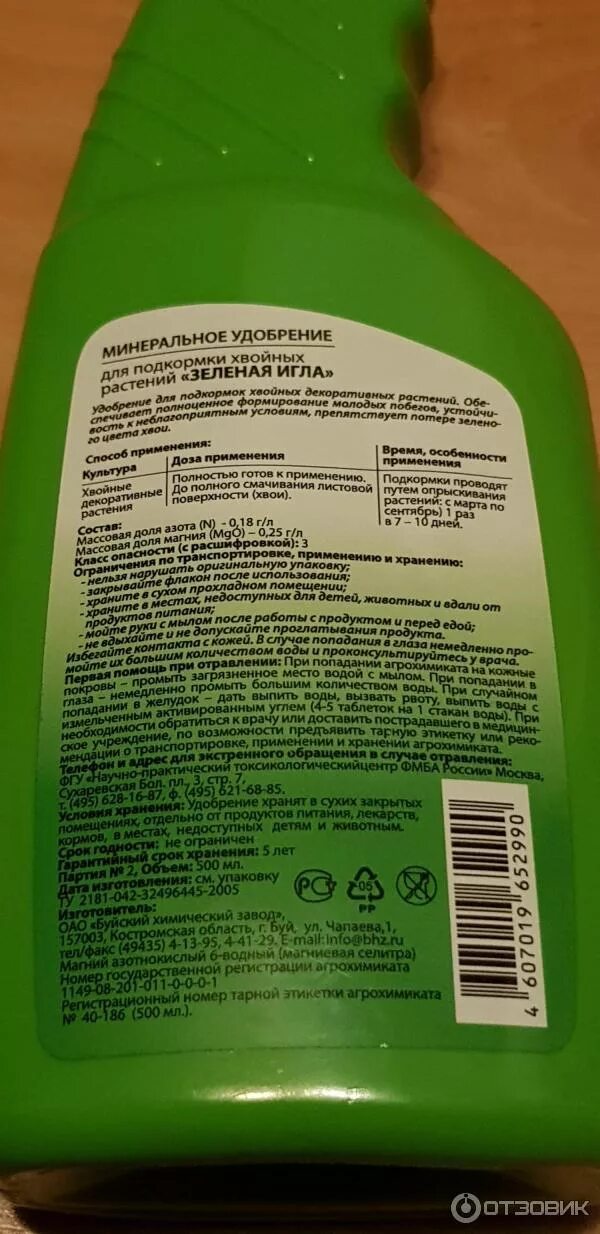 МИНЕРАЛЬНОЕ УДОБРЕНИЕ
для подкормки хвойных
растений «ЗЕЛЕНАЯ ИГЛА»
Удобрение для подкормок хвойных декоративных растений. Обе-
спечивает полноценное формирование молодых побегов, устойчи-
вость к неблагоприятным условиям, препятствует потере зелено-
го цвета хвои.
Способ применения:
Культура
Доза применения
Время, особенности
применения
Хвойные
декоративные
растения
Полностью готов к применению.
До полного смачивания листовой
поверхности (хвои).
Подкормки проводят
путем опрыскивания
растений: с марта по
сентябрь) 1 раз
в 7 – 10 дней.
Состав:
Массовая доля азота (N) - 0,18 г/л
Массовая доля магния (MgO) – 0,25 г/л
Класс опасности (с расшифровкой): 3
Ограничения по транспортировке, применению и хранению:
- нельзя нарушать оригинальную упаковку;
- закрывайте флакон после использования;
- храните в сухом прохладном помещении;
- храните в местах, недоступных для детей, животных и вдали от
продуктов питания;
- мойте руки с мылом после работы с продуктом и перед едой;
- не вдыхайте и не допускайте проглатывания продукта.
Избегайте контакта с кожей. В случае попадания в глаза немедленно про-
мойте их большим количеством воды и проконсультируйтесь у врача.
Первая помощь при отравлении: При попадании агрохимиката на кожные
покровы – промыть загрязненное место водой с мылом. При попадании в
глаза – немедленно промыть большим количеством воды. При случайном
попадании в желудок – дать выпить воды, вызвать рвоту, выпить воды с
измельченным активированным углем (4-5 таблеток на 1 стакан воды). При
необходимости обратиться к врачу или доставить пострадавшего в медицин-
ское учреждение, по возможности предъявить тарную этикетку или реко-
мендации о транспортировке, применении и хранении агрохимиката.
Телефон и адрес для экстренного обращения в случае отравления:
ФГУ «Научно-практический токсикологическийцентр ФМБА России» Москва,
Сухаревская Бол. пл., 3, стр. 7,
т. (495) 628-16-87, ф. (495) 621-68-85.
Условия хранения: Удобрение хранят в сухих закрытых
помещениях, отдельно от продуктов питания, лекарств,
кормов, в местах, недоступных детям и животным.
Срок годности: не ограничен
Гарантийный срок хранения: 5 лет
Партия № 2, Объем: 500 мл.
Дата изготовления: см. упаковку
ТУ 2181-042-32496445-2005
Изготовитель:
ОАО «Буйский химический завод»,
157003, Костромская область, г. Буй, ул. Чапаева,1,
тел/факс (49435) 4-13-95, 4-41-29. E-mail:info@bhz.ru
Магний азотнокислый 6-водный (магниевая селитра)
Номер государственной регистрации агрохимиката
1149-08-201-011-0-0-0-1
Регистрационный номер тарной этикетки агрохимиката
№ 40-186 (500 мл.).
РСТ
05
PP
4 607019 652990
ОТЗОВИК